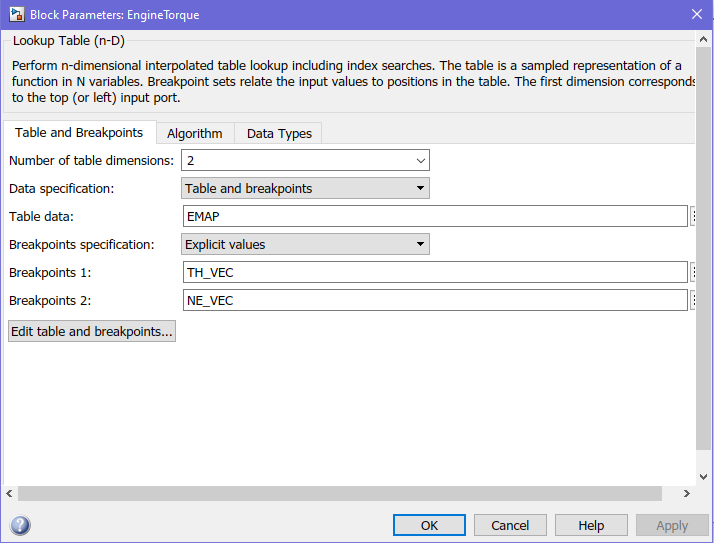 Block Parameters: EngineTorque
Lookup Table (n-D)
Perform n-dimensional interpolated table lookup including index searches. The table is a sampled representation of a
function in N variables. Breakpoint sets relate the input values to positions in the table. The first dimension corresponds
to the top (or left) input port.
Table and Breakpoints Algorithm Data Types
Number of table dimensions: 2
Data specification: Table and breakpoints
Table data: EMAP
Breakpoints specification: Explicit values
Breakpoints 1: TH_VEC
Breakpoints 2: NE_VEC
Edit table and breakpoints...
OK Cancel Help Apply